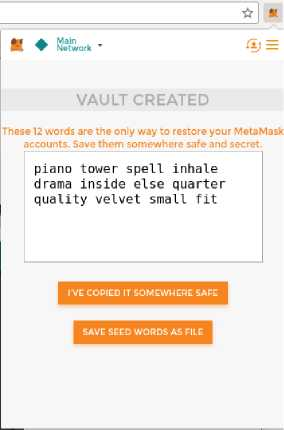 Main
Network
VAULT CREATED
These 12 words are the only way to restore your MetaMask
accounts. Save them somewhere safe and secret.
piano tower spell inhale
drama inside else quarter
quality velvet small fit
I'VE COPIED IT SOMEWHERE SAFE
SAVE SEED WORDS AS FILE